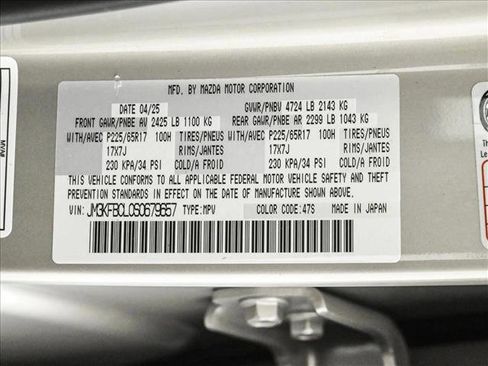 MFD. BY MAZDA MOTOR CORPORATION
DATE 04/25 GVWR/PNBV 4724 LB 2143 KG
FRONT GAWR/PNBE AV 2425 LB 1100 KG REAR GAWR/PNBE AR 2299 LB 1043 KG
WITH/AVEC P225/65R17 100H TIRES/PNEUS WITH/AVEC P225/65R17 100H TIRES/PNEUS
17X7J RIMS/JANTES 17X7J RIMS/JANTES
230 KPA/34 PSI COLD/A FROID 230 KPA/34 PSI COLD/A FROID
THIS VEHICLE CONFORMS TO ALL APPLICABLE FEDERAL MOTOR VEHICLE SAFETY AND THEFT
PREVENTION STANDARDS IN EFFECT ON THE DATE OF MANUFACTURE SHOWN ABOVE.
VIN: JM3KFBCL0S0679657 TYPE: MPV COLOR CODE: 47S MADE IN JAPAN
MVMA
This
Le